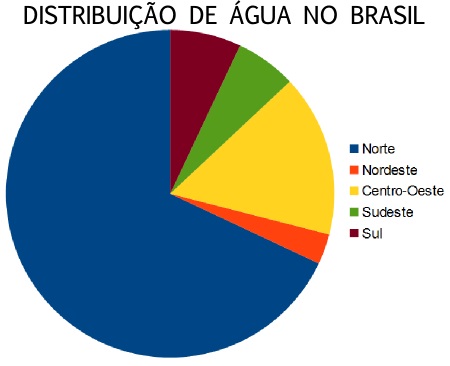 DISTRIBUIÇÃO DE ÁGUA NO BRASIL
Norte
Nordeste
Centro-Oeste
Sudeste
Sul